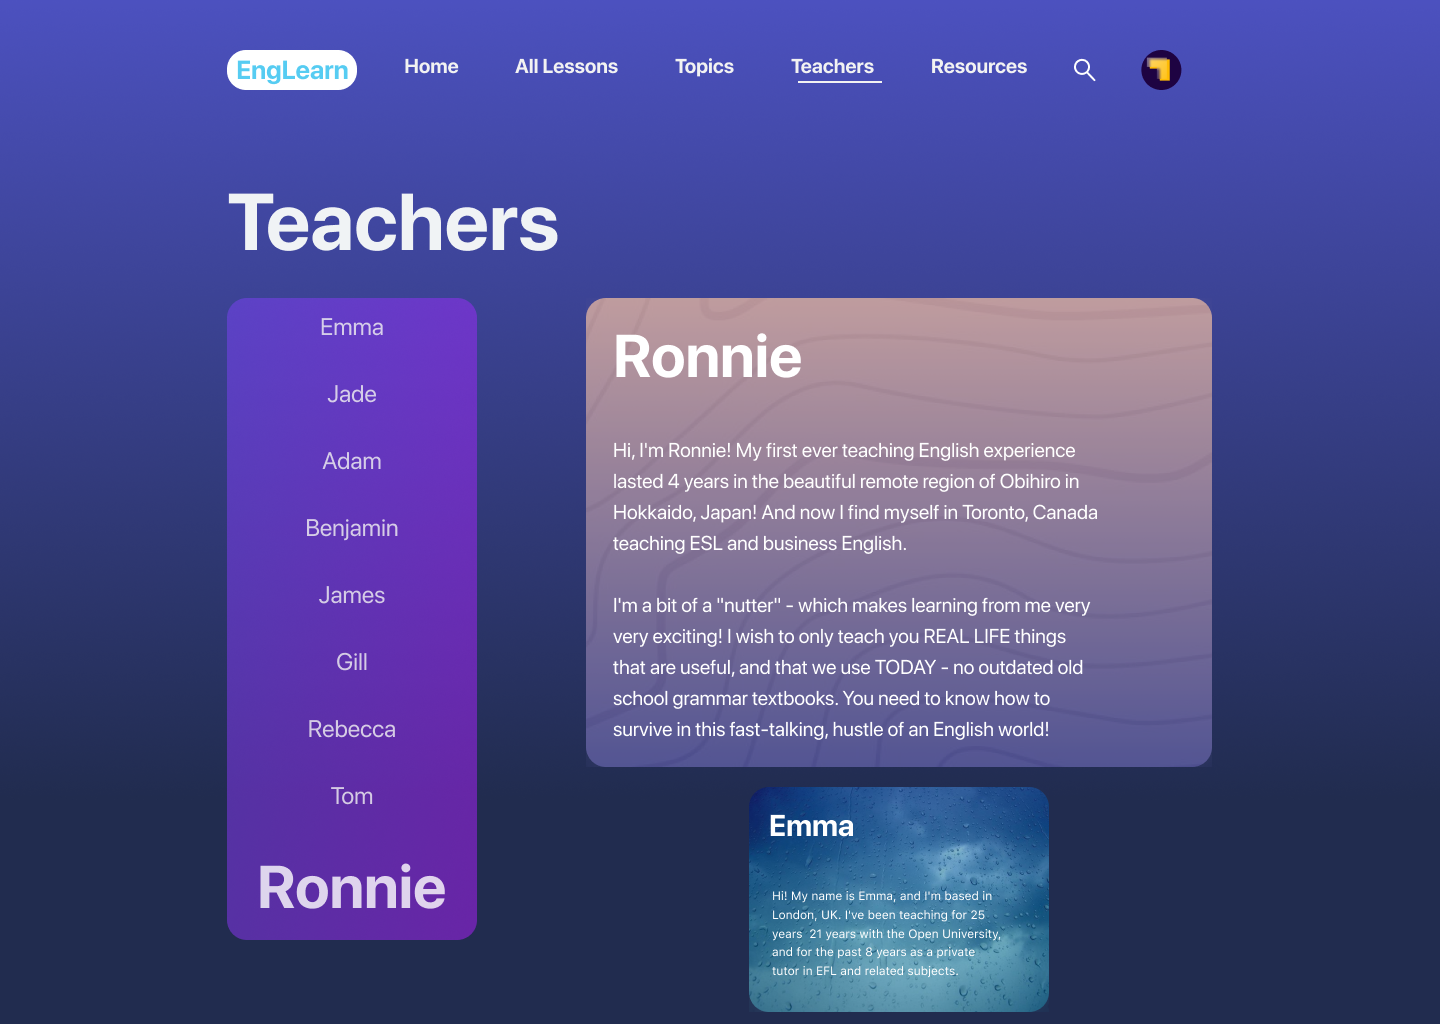 EngLearn
Home
All Lessons
Topics
Teachers
Resources
Teachers
Emma
Jade
Adam
Benjamin
James
Gill
Rebecca
Tom
Ronnie
Ronnie
Hi, I'm Ronnie! My first ever teaching English experience
lasted 4 years in the beautiful remote region of Obihiro in
Hokkaido, Japan! And now I find myself in Toronto, Canada
teaching ESL and business English.
I'm a bit of a "nutter" - which makes learning from me very
very exciting! I wish to only teach you REAL LIFE things
that are useful, and that we use TODAY - no outdated old
school grammar textbooks. You need to know how to
survive in this fast-talking, hustle of an English world!
Emma
Hi! My name is Emma, and I'm based in
London, UK. I've been teaching for 25
years  21 years with the Open University,
and for the past 8 years as a private
tutor in EFL and related subjects.